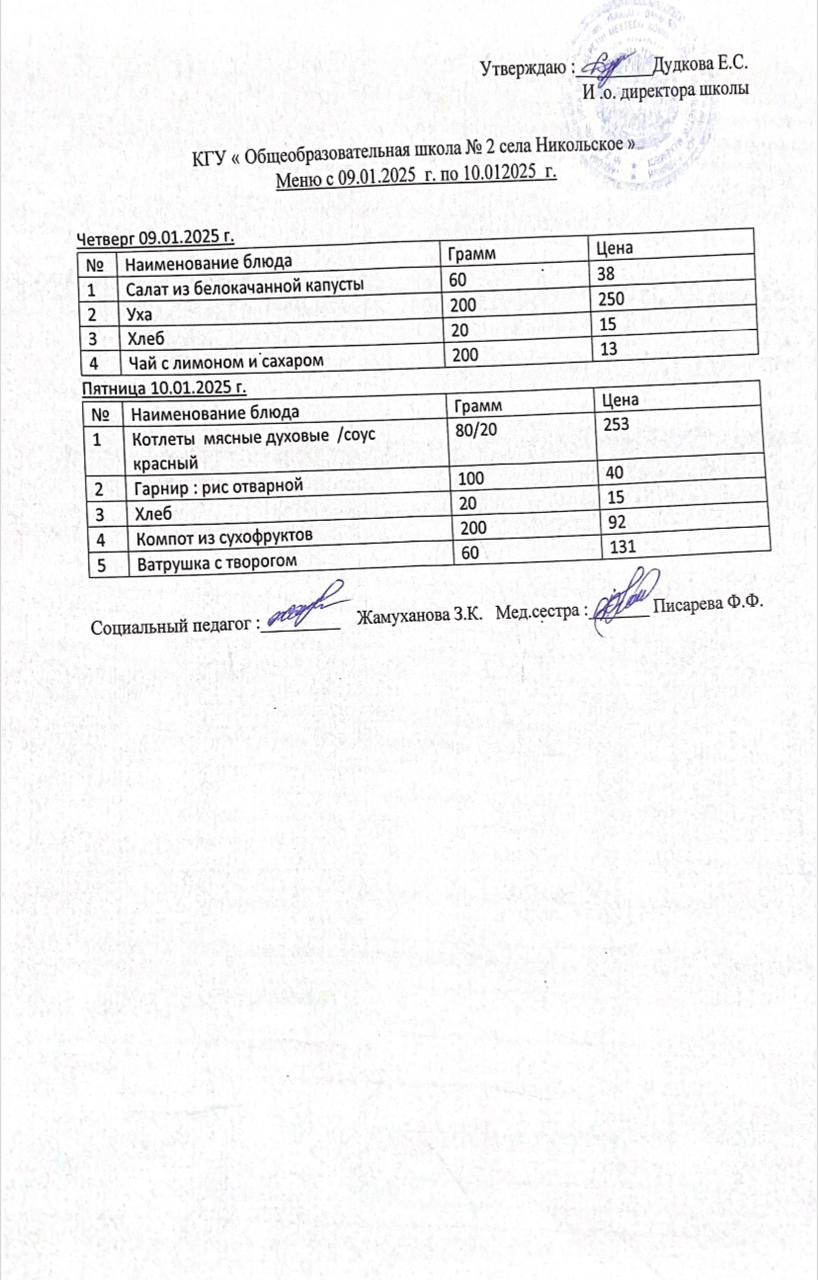 Утверждаю :__________Дудкова Е.С.
И .о. директора школы
КГУ « Общеобразовательная школа № 2 села Никольское »
Меню с 09.01.2025 г. по 10.012025 г.
Четверг 09.01.2025 г.
№ Наименование блюда Грамм Цена
1 Салат из белокачанной капусты 60 38
2 Уха 200 250
3 Хлеб 20 15
4 Чай с лимоном и сахаром 200 13
Пятница 10.01.2025 г.
№ Наименование блюда Грамм Цена
1 Котлеты мясные духовые /соус 80/20 253
красный
2 Гарнир : рис отварной 100 40
3 Хлеб 20 15
4 Компот из сухофруктов 200 92
5 Ватрушка с творогом 60 131
Социальный педагог :__________ Жамуханова З.К. Мед.сестра :________ Писарева Ф.Ф.